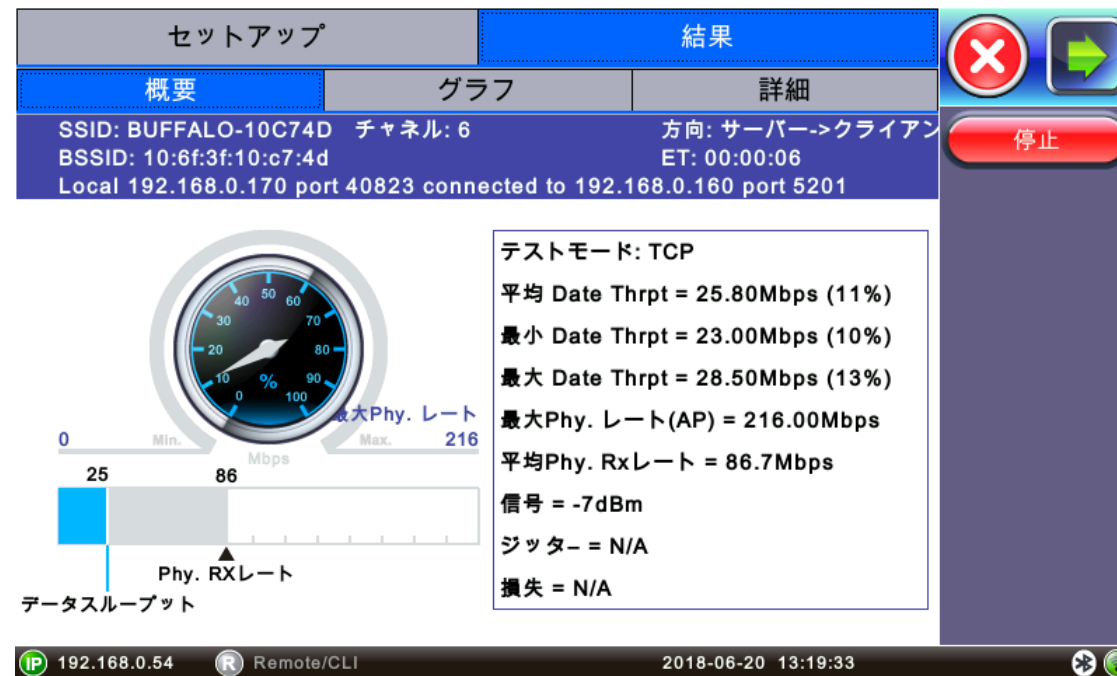 セットアップ
結果
概要
グラフ
詳細
停止
SSID: BUFFALO-10C74D チャネル: 6
方向: サーバー->クライアン
BSSID: 10:6f:3f:10:c7:4d
ET: 00:00:06
Local 192.168.0.170 port 40823 connected to 192.168.0.160 port 5201
0
10
20
30
40
50
60
70
80
90
100
%
最大Phy. レート
0
Min.
Max.
216
Mbps
25
86
Phy. RXレート
データスループット
テストモード: TCP
平均 Date Thrpt = 25.80Mbps (11%)
最小 Date Thrpt = 23.00Mbps (10%)
最大 Date Thrpt = 28.50Mbps (13%)
最大Phy. レート(AP) = 216.00Mbps
平均Phy. Rxレート = 86.7Mbps
信号 = -7dBm
ジッタ– = N/A
損失 = N/A
IP 192.168.0.54
R Remote/CLI
2018-06-20 13:19:33